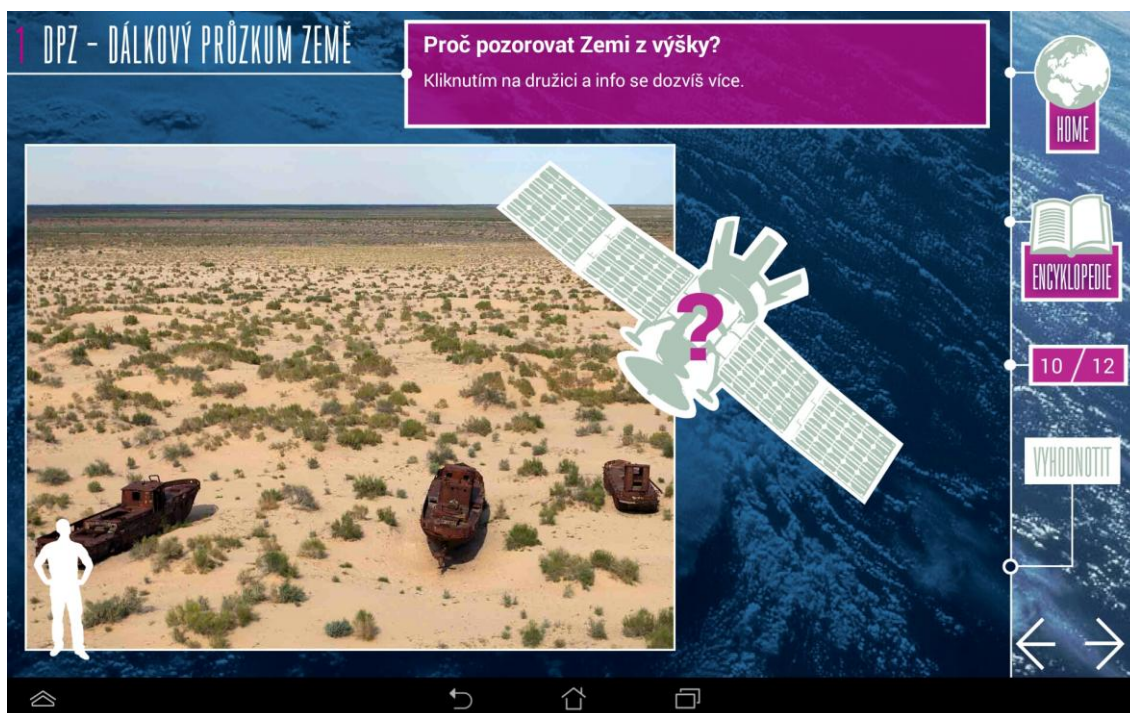 1 DPZ – DÁLKOVÝ PRŮZKUM ZEMĚ
Proč pozorovat Zemi z výšky?
Kliknutím na družici a info se dozvíš více.
HOME
ENCYKLOPEDIE
10 / 12
VYHODNOTIT
?